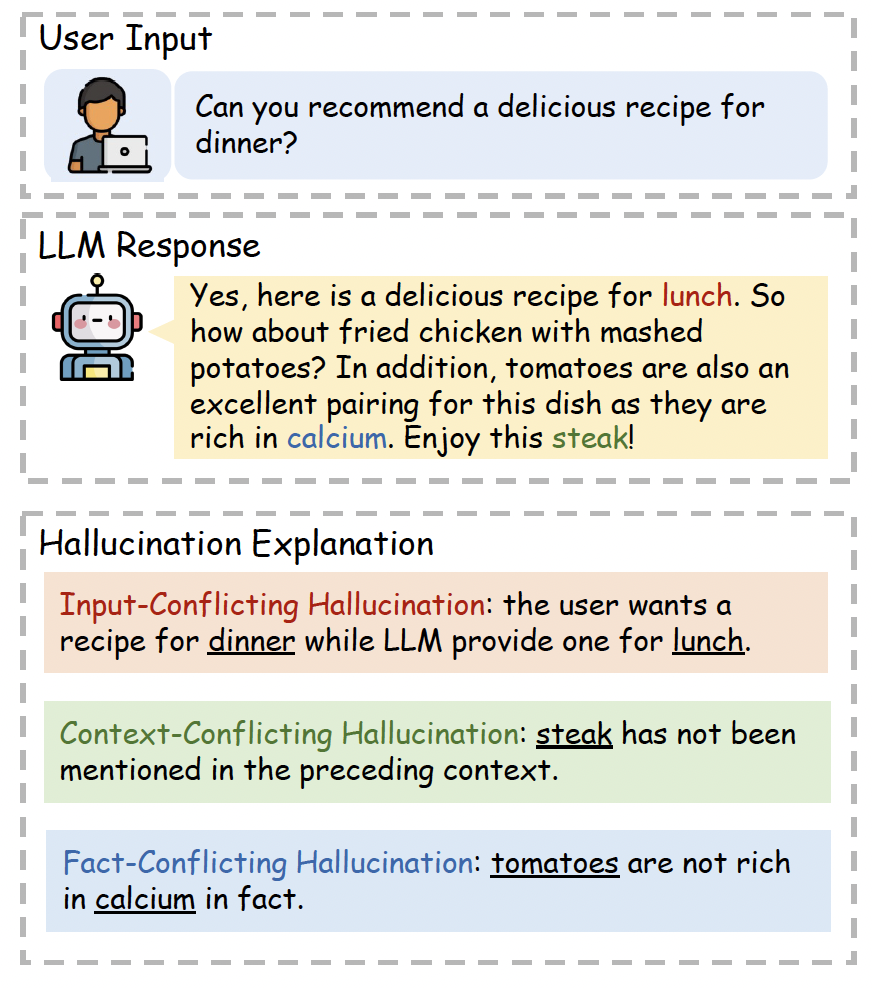 User Input
Can you recommend a delicious recipe for
dinner?
LLM Response
Yes, here is a delicious recipe for lunch. So
how about fried chicken with mashed
potatoes? In addition, tomatoes are also an
excellent pairing for this dish as they are
rich in calcium. Enjoy this steak!
Hallucination Explanation
Input-Conflicting Hallucination: the user wants a
recipe for dinner while LLM provide one for lunch.
Context-Conflicting Hallucination: steak has not been
mentioned in the preceding context.
Fact-Conflicting Hallucination: tomatoes are not rich
in calcium in fact.